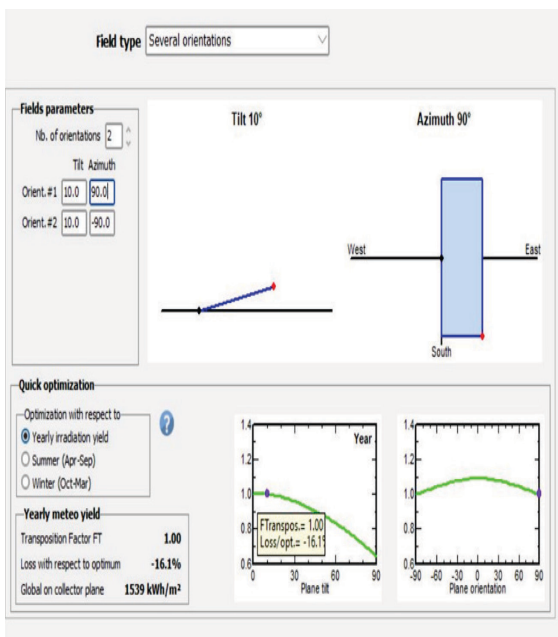 Field type Several orientations
Fields parameters
Nb. of orientations 2
Tilt Azimuth
Orient.#1 10.0 90.0
Orient.#2 10.0 -90.0
Tilt 10°
Azimuth 90°
West East
South
Quick optimization
Optimization with respect to
Yearly irradiation yield
Summer (Apr-Sep)
Winter (Oct-Mar)
?
Yearly meteo yield
Transposition Factor FT 1.00
Loss with respect to optimum -16.1%
Global on collector plane 1539 kWh/m²
Year
1.4
1.2
1.0
0.8
0.6
FTranspos.= 1.00
Loss/opt.= -16.1%
0 30 60 90
Plane tilt
1.4
1.2
1.0
0.8
0.6
-90 -60 -30 0 30 60 90
Plane orientation